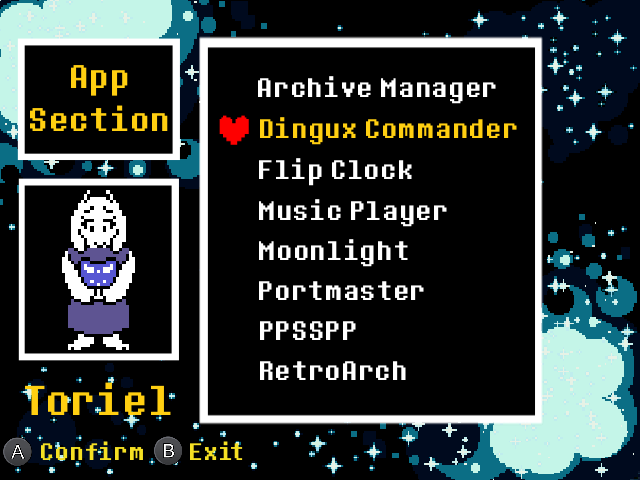 App
Section
Archive Manager
Dingux Commander
Flip Clock
Music Player
Moonlight
Portmaster
PPSSPP
RetroArch
Toriel
A Confirm B Exit